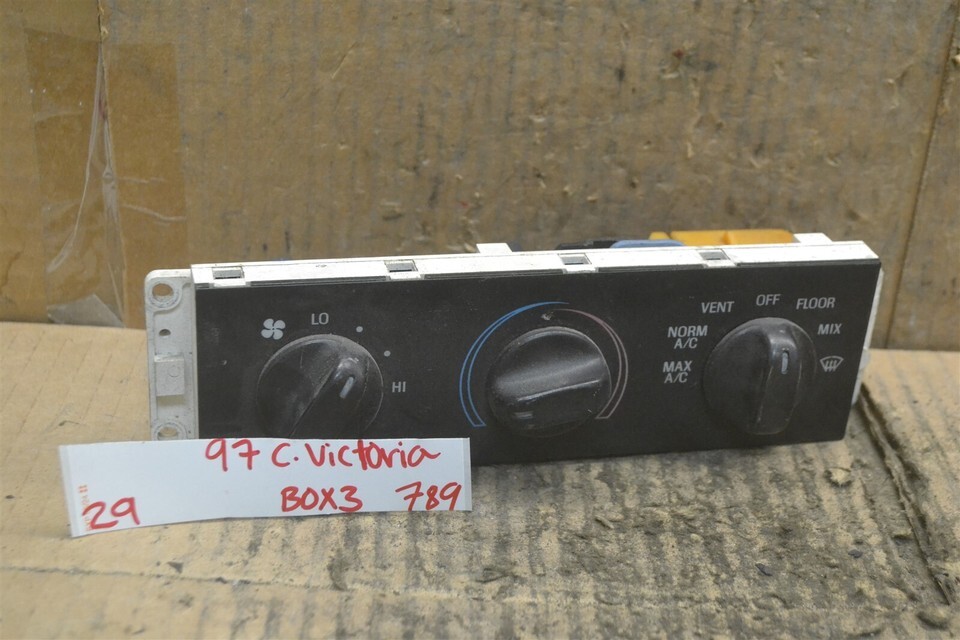 LO
HI
VENT
OFF
FLOOR
NORM
A/C
MIX
MAX
A/C
97 C. Victoria
29
BOX3 789